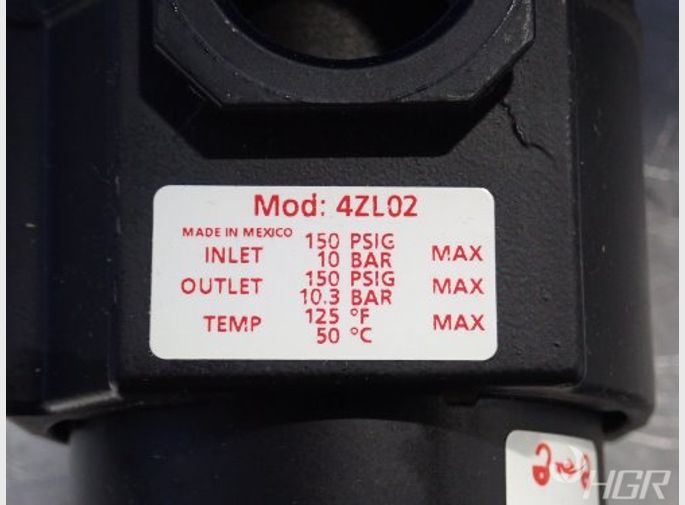 Mod: 4ZL02
MADE IN MEXICO
INLET 150 PSIG 10 BAR MAX
OUTLET 150 PSIG 10.3 BAR MAX
TEMP 125 °F 50 °C MAX
HGR